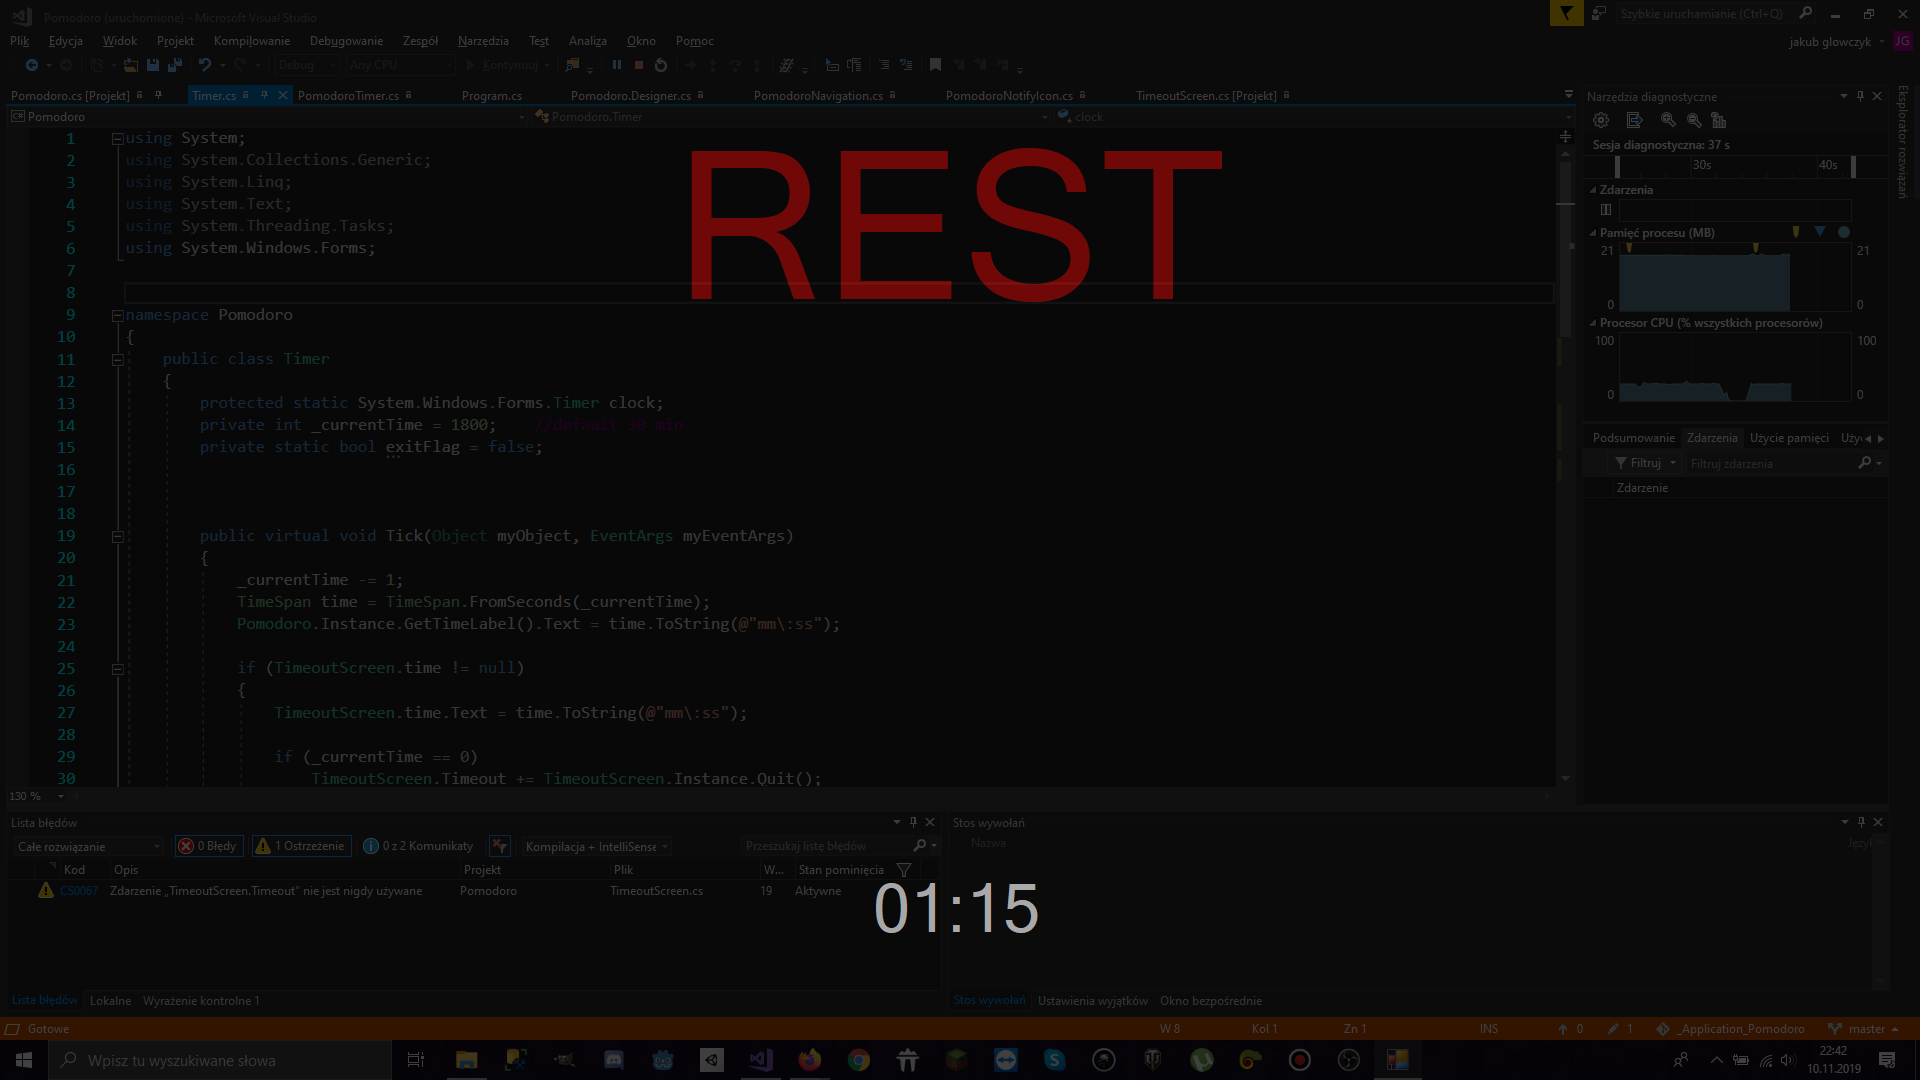 Pomodoro (uruchomione) - Microsoft Visual Studio
Szybkie uruchamianie (Ctrl+Q)
Plik Edycja Widok Projekt Kompilowanie Debugowanie Zespół Narzędzia Test Analiza Okno Pomoc
jakub glowczyk JG
Debug Any CPU Kontynuuj
Pomodoro.cs [Projekt] Timer.cs PomodoroTimer.cs Program.cs Pomodoro.Designer.cs PomodoroNavigation.cs PomodoroNotifyIcon.cs TimeoutScreen.cs [Projekt]
Pomodoro Pomodoro.Timer clock
REST
1 using System;
2 using System.Collections.Generic;
3 using System.Linq;
4 using System.Text;
5 using System.Threading.Tasks;
6 using System.Windows.Forms;
7
8
9 namespace Pomodoro
10 {
11 public class Timer
12 {
13 protected static System.Windows.Forms.Timer clock;
14 private int _currentTime = 1800; //default 30 min
15 private static bool exitFlag = false;
16
17
18
19 public virtual void Tick(Object myObject, EventArgs myEventArgs)
20 {
21 _currentTime -= 1;
22 TimeSpan time = TimeSpan.FromSeconds(_currentTime);
23 Pomodoro.Instance.GetTimeLabel().Text = time.ToString(@"mm\:ss");
24
25 if (TimeoutScreen.time != null)
26 {
27 TimeoutScreen.time.Text = time.ToString(@"mm\:ss");
28
29 if (_currentTime == 0)
30 TimeoutScreen.Timeout += TimeoutScreen.Instance.Quit();
130 %
Narzędzia diagnostyczne
Eksplorator rozwiązań
Sesja diagnostyczna: 37 s
30s 40s
Zdarzenia
Pamięć procesu (MB)
21 21
0 0
Procesor CPU (% wszystkich procesorów)
100 100
0 0
Podsumowanie Zdarzenia Użycie pamięci Uży
Filtruj Filtruj zdarzenia
Zdarzenie
Lista błędów
Całe rozwiązanie 0 Błędy 1 Ostrzeżenie 0 z 2 Komunikaty Kompilacja + IntelliSense Przeszukaj listę błędów
Kod Opis Projekt Plik W... Stan pominięcia
CS0067 Zdarzenie „TimeoutScreen.Timeout” nie jest nigdy używane Pomodoro TimeoutScreen.cs 19 Aktywne
01:15
Stos wywołań
Nazwa Język
Lista błędów Lokalne Wyrażenie kontrolne 1
Stos wywołań Ustawienia wyjątków Okno bezpośrednie
Gotowe W 8 Kol 1 Zn 1 INS 0 1 _Application_Pomodoro master
Wpisz tu wyszukiwane słowa
22:42
10.11.2019